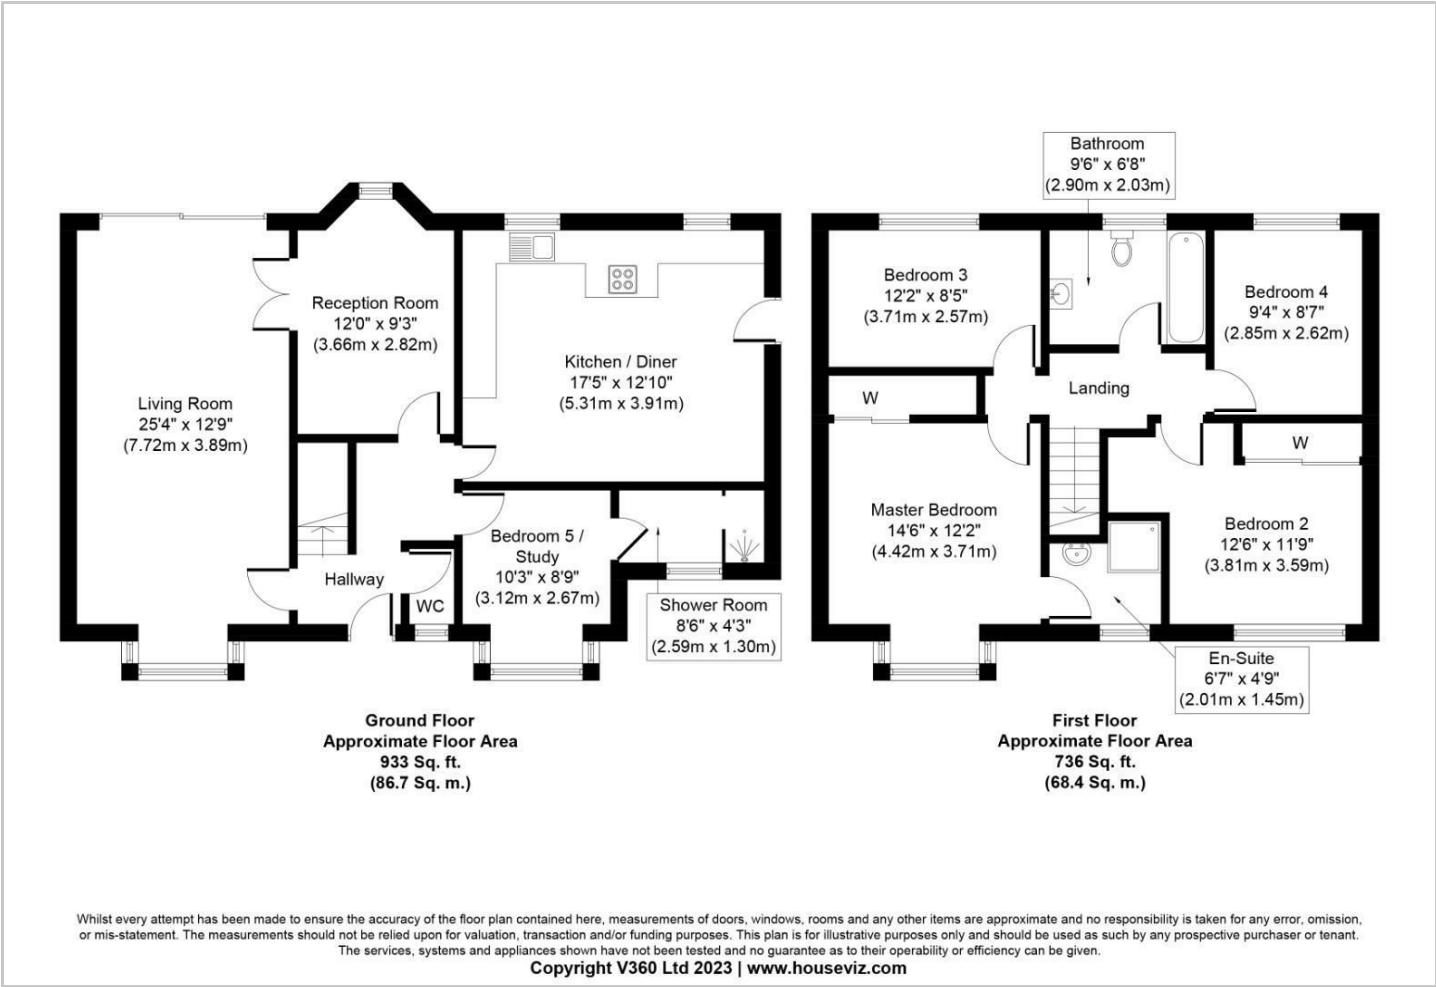 Living Room
25'4" x 12'9"
(7.72m x 3.89m)
Reception Room
12'0" x 9'3"
(3.66m x 2.82m)
Kitchen / Diner
17'5" x 12'10"
(5.31m x 3.91m)
Hallway
WC
Bedroom 5 /
Study
10'3" x 8'9"
(3.12m x 2.67m)
Shower Room
8'6" x 4'3"
(2.59m x 1.30m)
Ground Floor
Approximate Floor Area
933 Sq. ft.
(86.7 Sq. m.)
Bathroom
9'6" x 6'8"
(2.90m x 2.03m)
Bedroom 3
12'2" x 8'5"
(3.71m x 2.57m)
Bedroom 4
9'4" x 8'7"
(2.85m x 2.62m)
W
Landing
W
Master Bedroom
14'6" x 12'2"
(4.42m x 3.71m)
Bedroom 2
12'6" x 11'9"
(3.81m x 3.59m)
En-Suite
6'7" x 4'9"
(2.01m x 1.45m)
First Floor
Approximate Floor Area
736 Sq. ft.
(68.4 Sq. m.)
Whilst every attempt has been made to ensure the accuracy of the floor plan contained here, measurements of doors, windows, rooms and any other items are approximate and no responsibility is taken for any error, omission,
or mis-statement. The measurements should not be relied upon for valuation, transaction and/or funding purposes. This plan is for illustrative purposes only and should be used as such by any prospective purchaser or tenant.
The services, systems and appliances shown have not been tested and no guarantee as to their operability or efficiency can be given.
Copyright V360 Ltd 2023 | www.houseviz.com